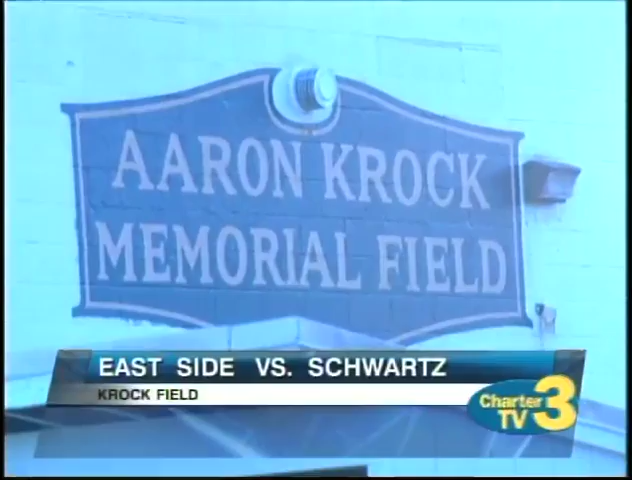 AARON KROCK
MEMORIAL FIELD
EAST SIDE VS. SCHWARTZ
KROCK FIELD
Charter
TV 3